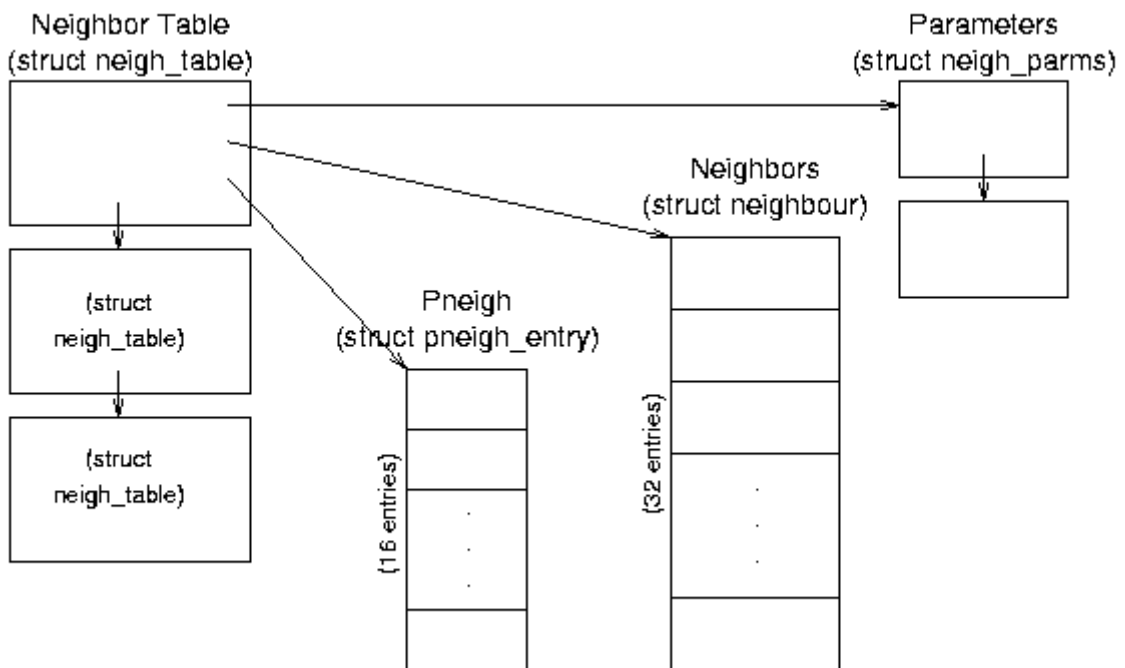 Neighbor Table
(struct neigh_table)
Parameters
(struct neigh_parms)
Neighbors
(struct neighbour)
(struct
neigh_table)
Pneigh
(struct pneigh_entry)
(struct
neigh_table)
(16 entries)
(32 entries)